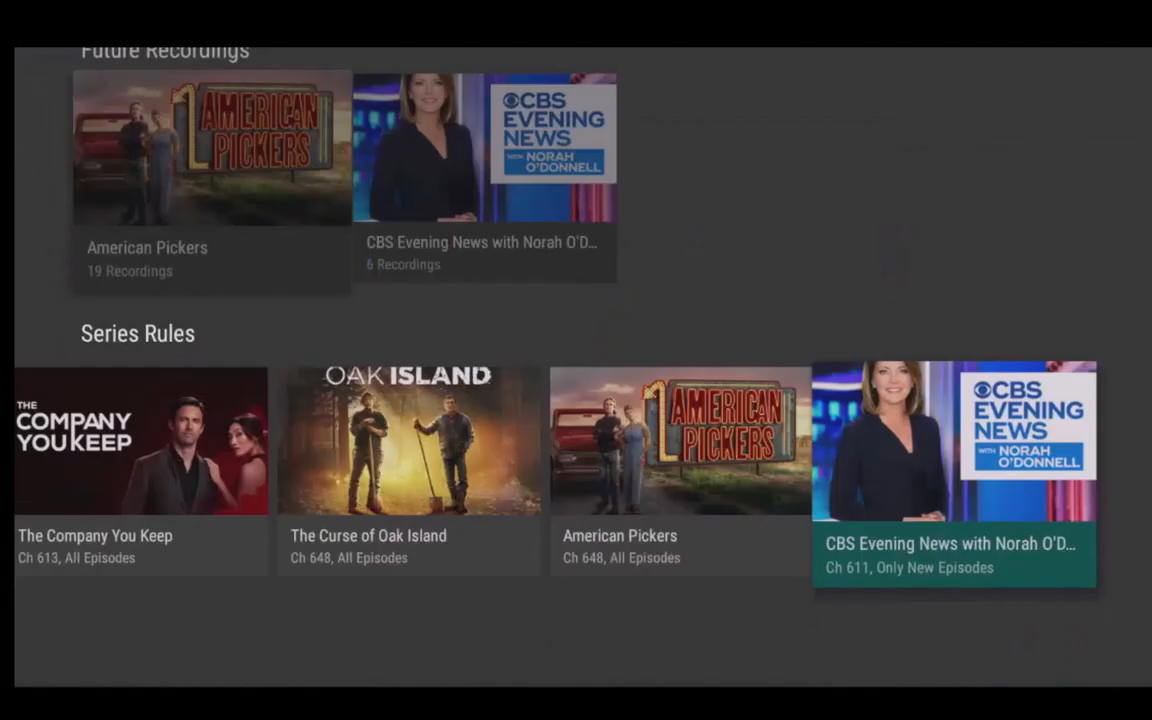 Future Recordings
AMERICAN
PICKERS
CBS
EVENING
NEWS
WITH NORAH
O'DONNELL
American Pickers
19 Recordings
CBS Evening News with Norah O'D...
6 Recordings
Series Rules
THE
COMPANY
YOU KEEP
OAK ISLAND
AMERICAN
PICKERS
CBS
EVENING
NEWS
WITH NORAH
O'DONNELL
The Company You Keep
Ch 613, All Episodes
The Curse of Oak Island
Ch 648, All Episodes
American Pickers
Ch 648, All Episodes
CBS Evening News with Norah O'D...
Ch 611, Only New Episodes